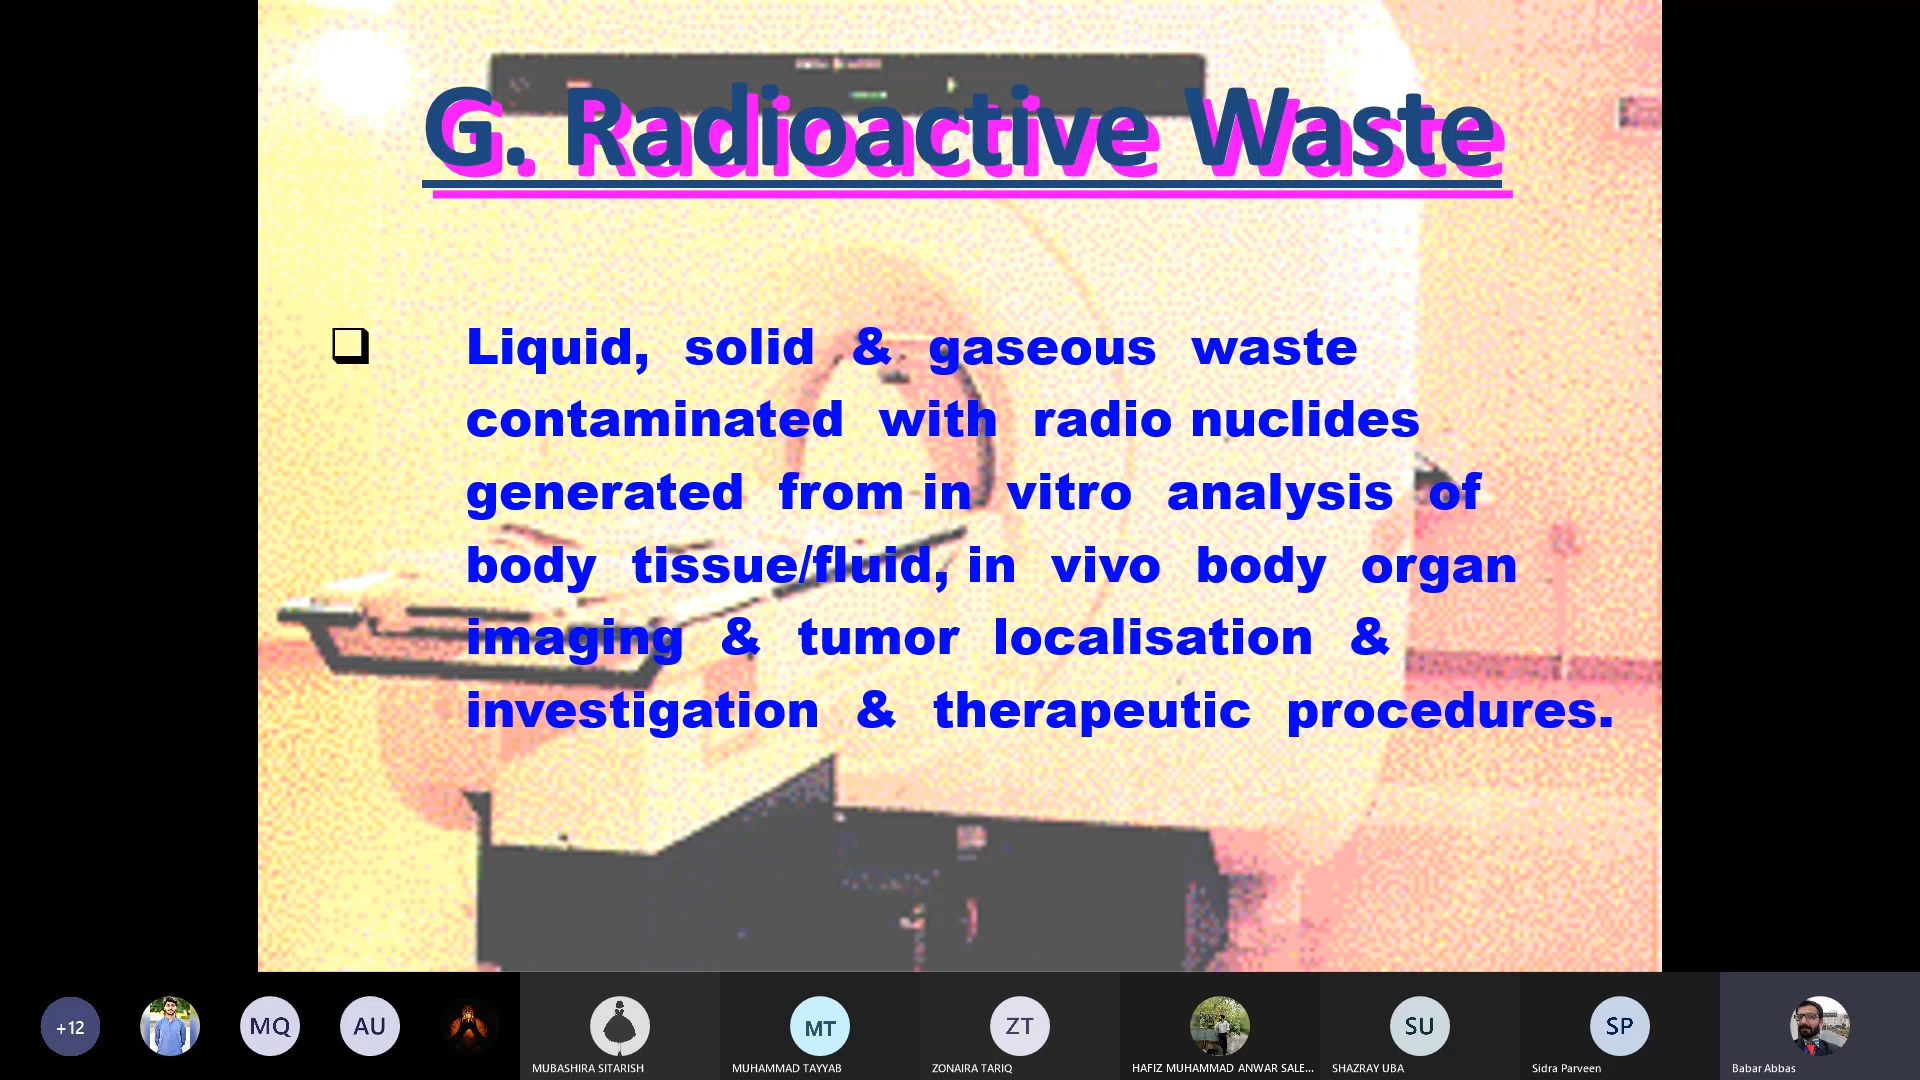 G. Radioactive Waste
Liquid, solid & gaseous waste
contaminated with radio nuclides
generated from in vitro analysis of
body tissue/fluid, in vivo body organ
imaging & tumor localisation &
investigation & therapeutic procedures.
+12
MQ
AU
MT
ZT
SU
SP
MUBASHIRA SITARISH
MUHAMMAD TAYYAB
ZONAIRA TARIQ
HAFIZ MUHAMMAD ANWAR SALE...
SHAZRAY UBA
Sidra Parveen
Babar Abbas